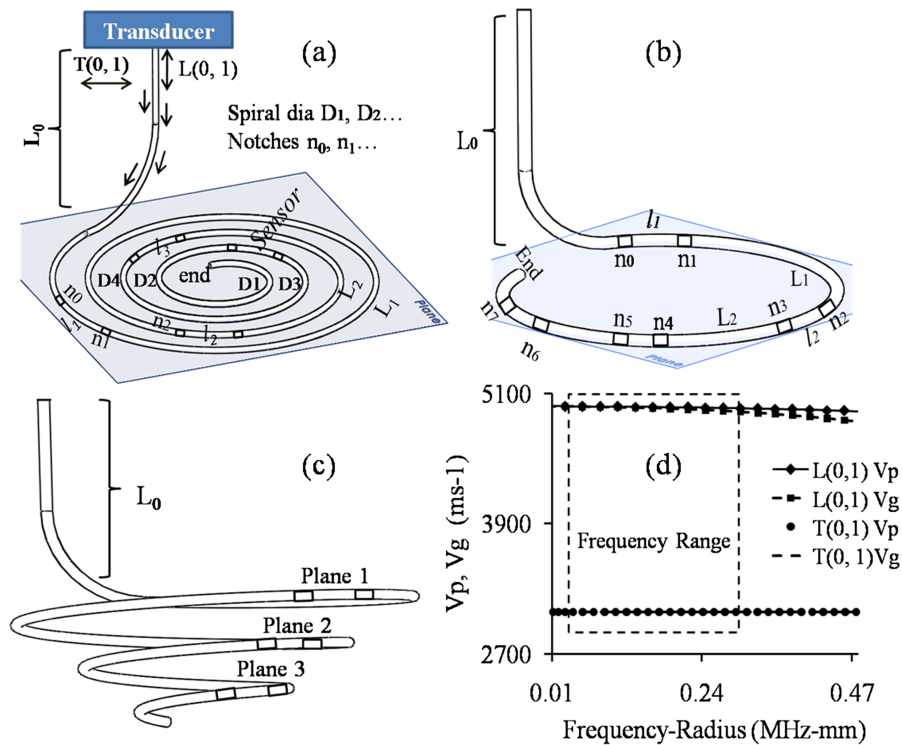 Transducer
(a)
T(0, 1)
L(0, 1)
L0
Spiral dia D1, D2…
Notches n0, n1…
Sensor
l3
D4
D2
end
D1
D3
L2
L1
n0
l1
n1
n2
l2
Plane
(b)
L0
l1
n0
n1
End
L1
n7
n6
n5
n4
L2
n3
l2
n2
Plane
(c)
L0
Plane 1
Plane 2
Plane 3
(d)
5100
3900
2700
Vp, Vg (ms-1)
Frequency Range
L(0,1) Vp
L(0,1) Vg
T(0,1) Vp
T(0, 1)Vg
0.01
0.24
0.47
Frequency-Radius (MHz-mm)